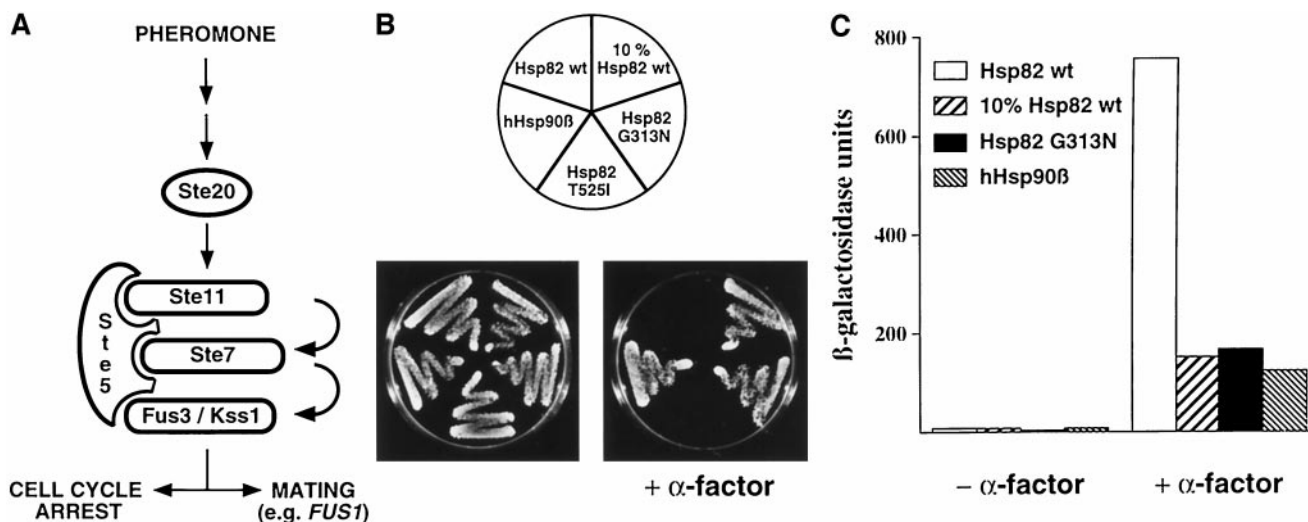 A
PHEROMONE
Ste20
Ste11
Ste5
Ste7
Fus3 / Kss1
CELL CYCLE
ARREST
MATING
(e.g. FUS1)
B
Hsp82 wt
10 %
Hsp82 wt
hHsp90ß
Hsp82
G313N
Hsp82
T525I
+ α-factor
C
ß-galactosidase units
800
600
400
200
Hsp82 wt
10% Hsp82 wt
Hsp82 G313N
hHsp90ß
– α-factor
+ α-factor